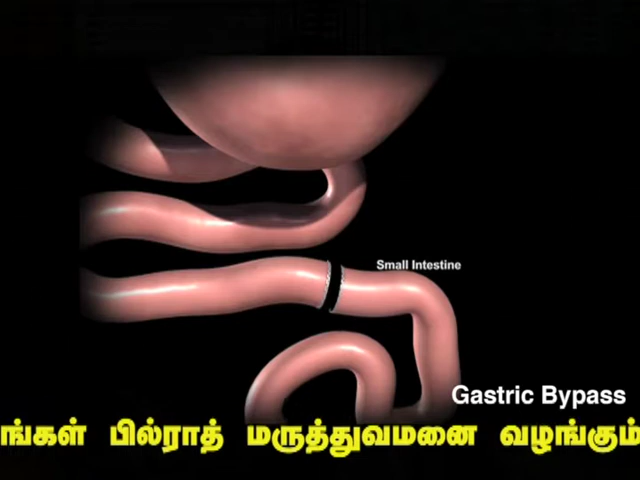 Small Intestine
Gastric Bypass
ங்கள் பில்ராத் மருத்துவமனை வழங்கும்